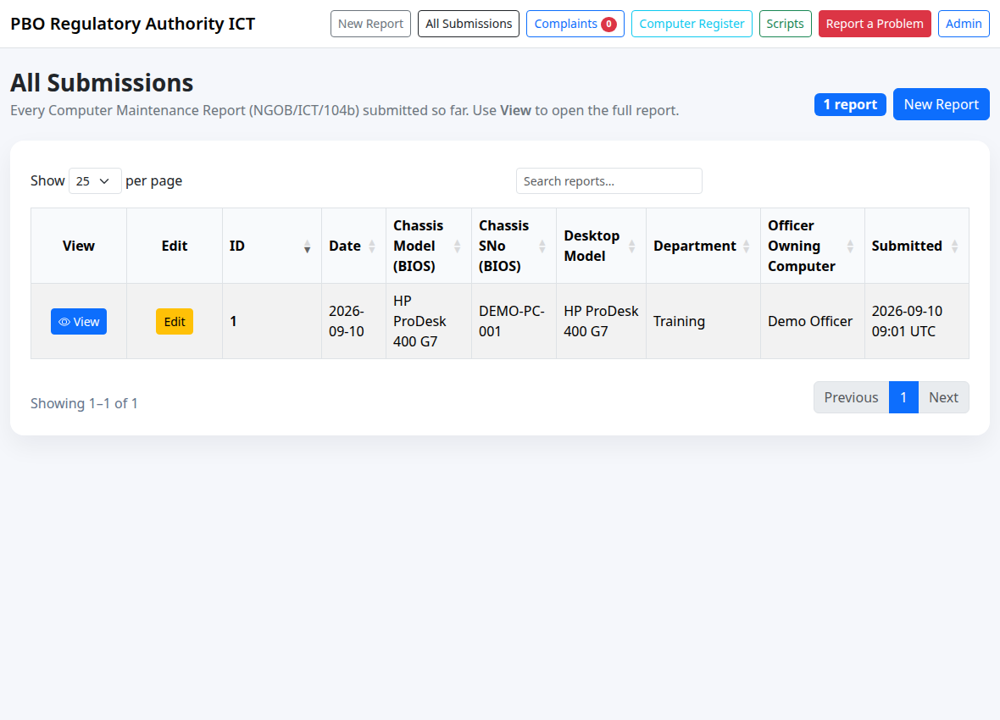 PBO Regulatory Authority ICT
New Report
All Submissions
Complaints 0
Computer Register
Scripts
Report a Problem
Admin
All Submissions
Every Computer Maintenance Report (NGOB/ICT/104b) submitted so far. Use View to open the full report.
1 report
New Report
Show 25 per page
Search reports...
View
Edit
ID
Date
Chassis
Model
(BIOS)
Chassis
SNo
(BIOS)
Desktop
Model
Department
Officer
Owning
Computer
Submitted
View
Edit
1
2026-
09-10
HP
ProDesk
400 G7
DEMO-PC-
001
HP ProDesk
400 G7
Training
Demo Officer
2026-09-10
09:01 UTC
Showing 1–1 of 1
Previous
1
Next